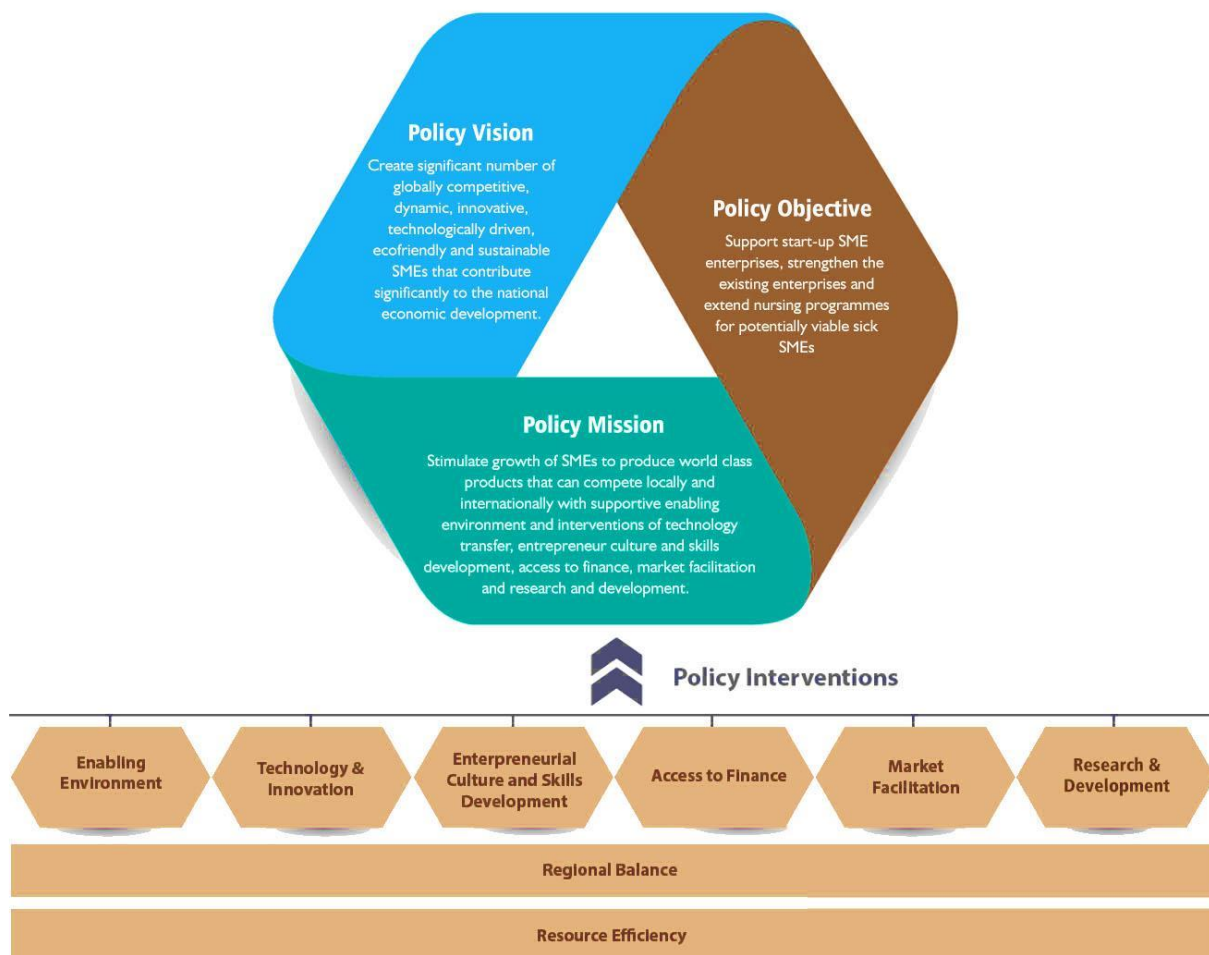 Policy Vision
Create significant number of
globally competitive,
dynamic, innovative,
technologically driven,
ecofriendly and sustainable
SMEs that contribute
significantly to the national
economic development.
Policy Objective
Support start-up SME
enterprises, strengthen the
existing enterprises and
extend nursing programmes
for potentially viable sick
SMEs
Policy Mission
Stimulate growth of SMEs to produce world class
products that can compete locally and
internationally with supportive enabling
environment and interventions of technology
transfer, entrepreneur culture and skills
development, access to finance, market facilitation
and research and development.
Policy Interventions
Enabling
Environment
Technology &
Innovation
Enterpreneurial
Culture and Skills
Development
Access to Finance
Market
Facilitation
Research &
Development
Regional Balance
Resource Efficiency